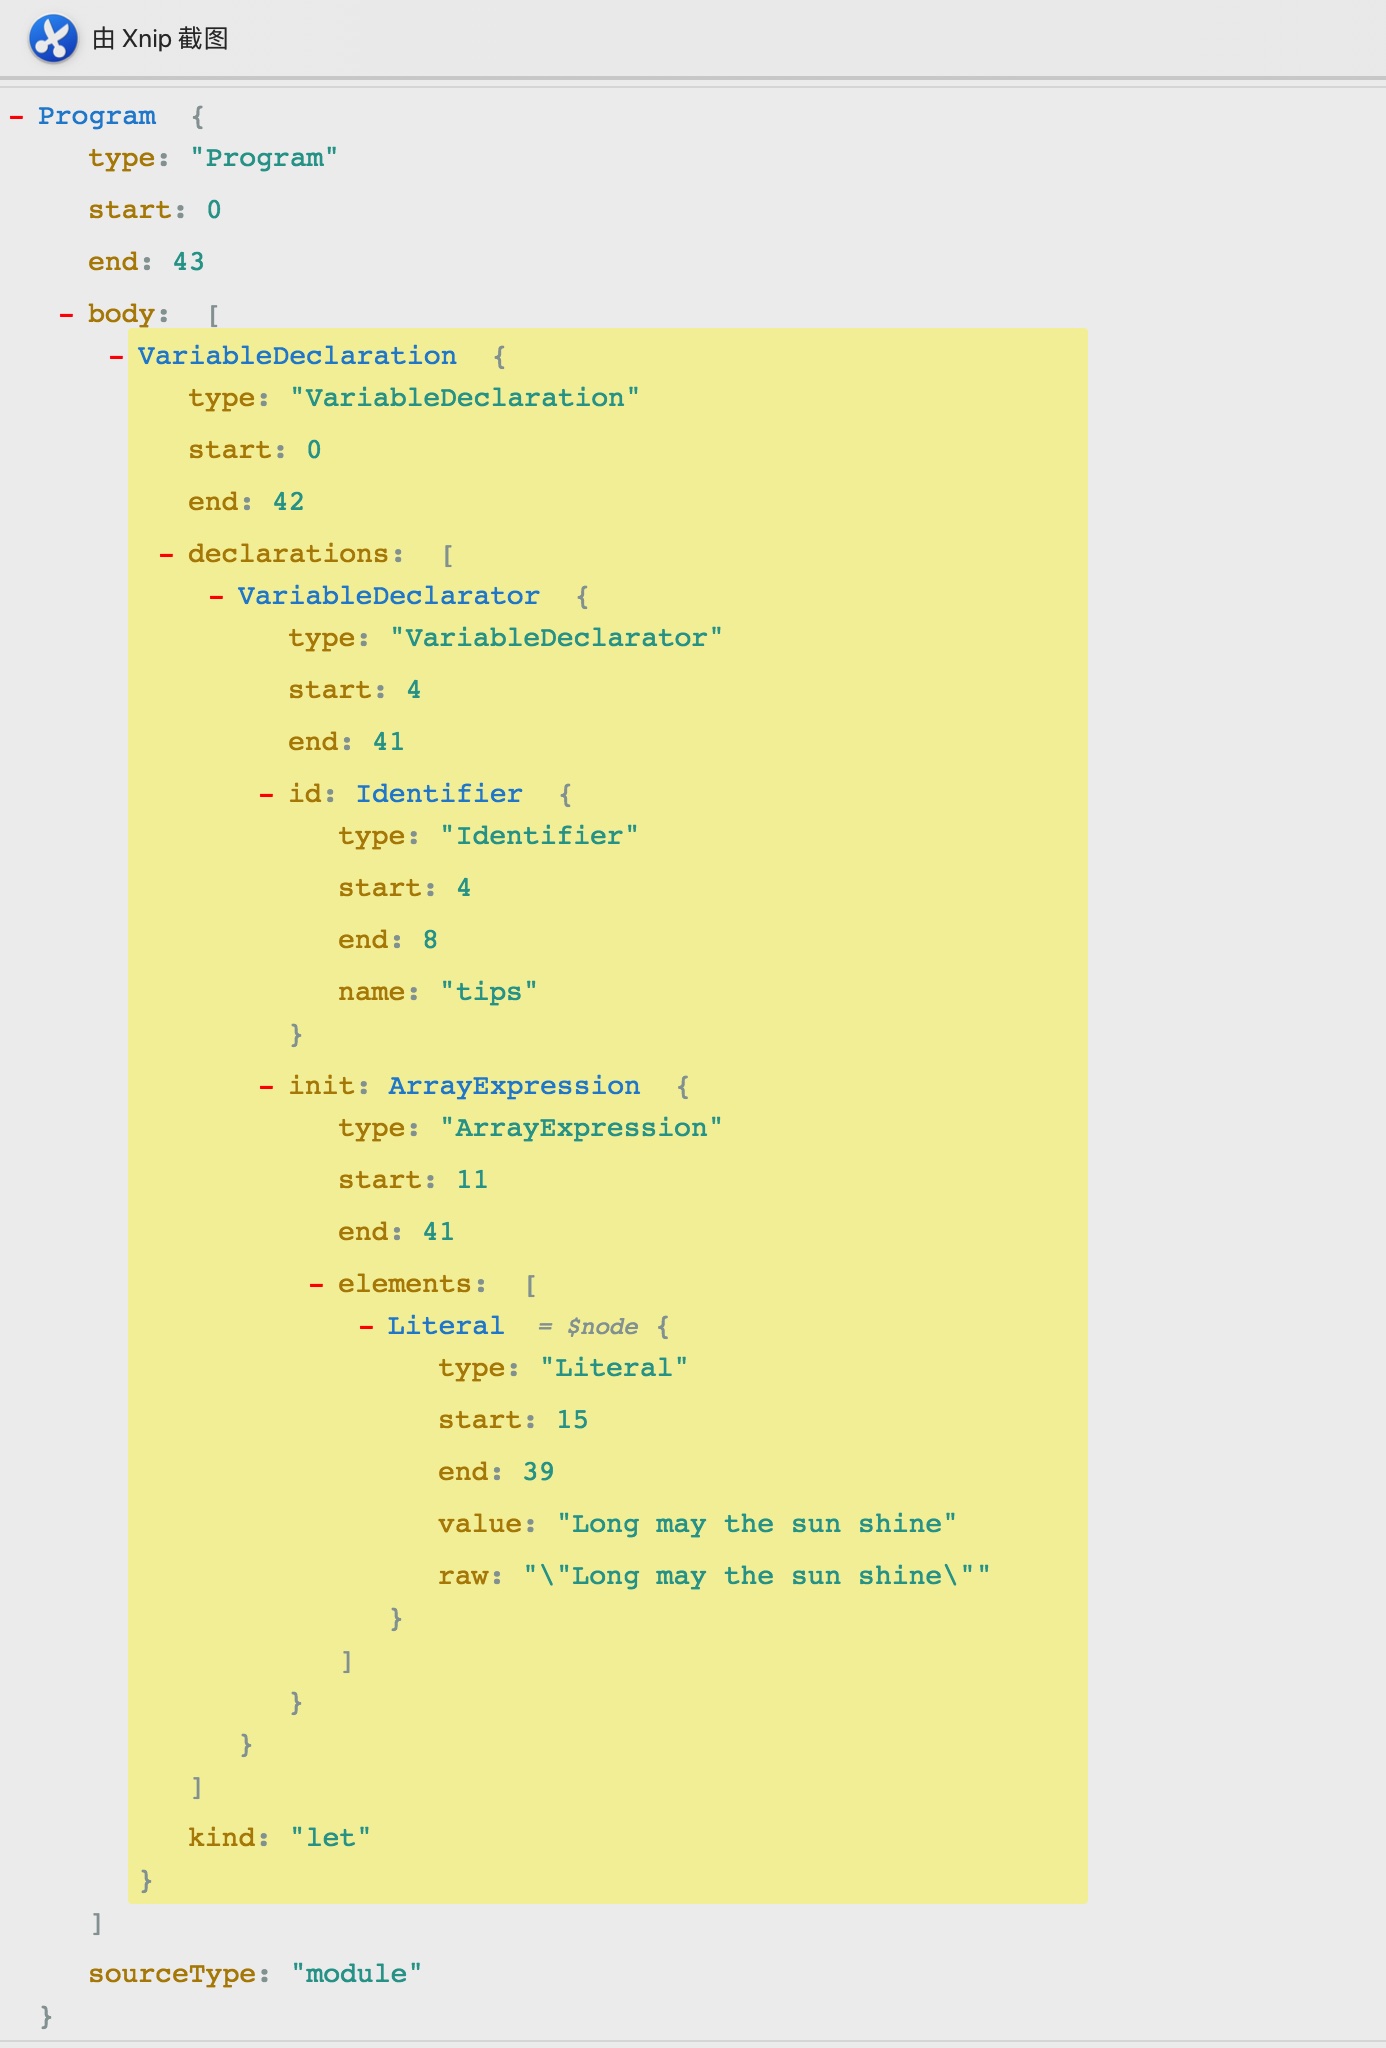 由 Xnip 截图
- Program {
type: "Program"
start: 0
end: 43
- body: [
- VariableDeclaration {
type: "VariableDeclaration"
start: 0
end: 42
- declarations: [
- VariableDeclarator {
type: "VariableDeclarator"
start: 4
end: 41
- id: Identifier {
type: "Identifier"
start: 4
end: 8
name: "tips"
}
- init: ArrayExpression {
type: "ArrayExpression"
start: 11
end: 41
- elements: [
- Literal = $node {
type: "Literal"
start: 15
end: 39
value: "Long may the sun shine"
raw: "\"Long may the sun shine\""
}
]
}
}
]
kind: "let"
}
]
sourceType: "module"
}